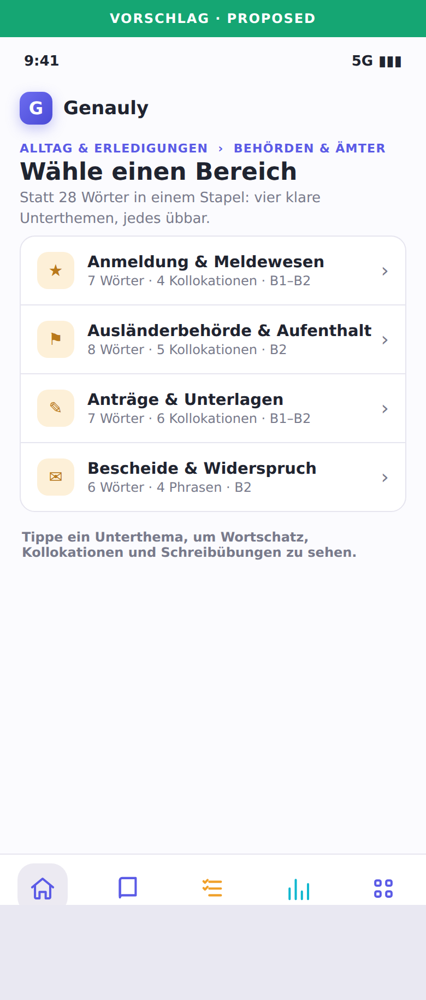 VORSCHLAG · PROPOSED
9:41
5G
G
Genauly
ALLTAG & ERLEDIGUNGEN › BEHÖRDEN & ÄMTER
Wähle einen Bereich
Statt 28 Wörter in einem Stapel: vier klare
Unterthemen, jedes übbar.
Anmeldung & Meldewesen
7 Wörter · 4 Kollokationen · B1–B2
Ausländerbehörde & Aufenthalt
8 Wörter · 5 Kollokationen · B2
Anträge & Unterlagen
7 Wörter · 6 Kollokationen · B1–B2
Bescheide & Widerspruch
6 Wörter · 4 Phrasen · B2
Tippe ein Unterthema, um Wortschatz,
Kollokationen und Schreibübungen zu sehen.